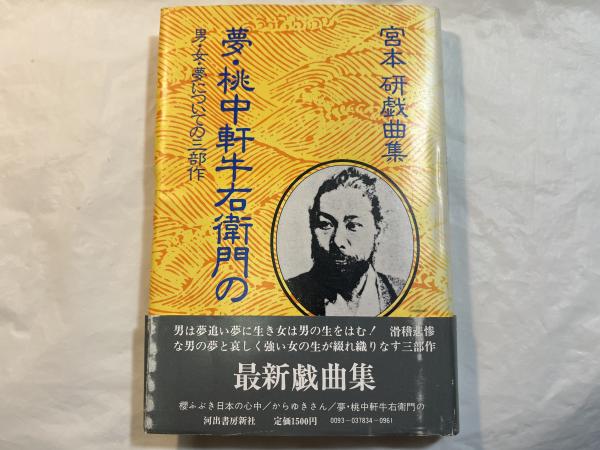 宮本 研戯曲集
夢・桃中軒牛右衛門の
男・女・夢についての三部作
男は夢追い夢に生き女は男の生をはむ! 滑稽悲惨
な男の夢と哀しく強い女の生が綴れ織りなす三部作
最新戯曲集
櫻ふぶき日本の心中/からゆきさん/夢・桃中軒牛右衛門の
河出書房新社 定価1500円 0093-037834-0961